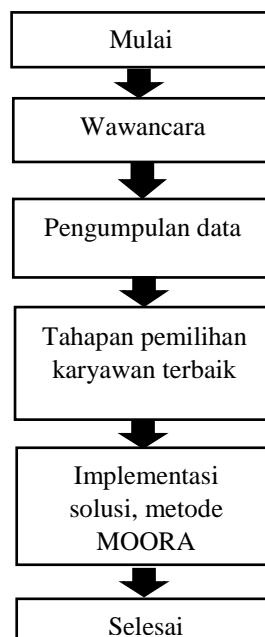 Mulai
Wawancara
Pengumpulan data
Tahapan pemilihan
karyawan terbaik
Implementasi
solusi, metode
MOORA
Selesai